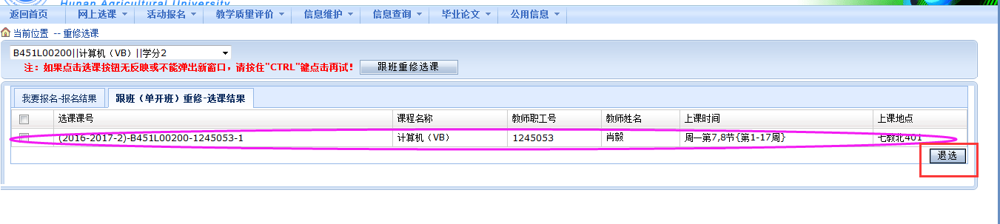 Hunan Agricultural University
返回首页 网上选课 活动报名 教学质量评价 信息维护 信息查询 毕业论文 公用信息
当前位置 -- 重修选课
B451L00200||计算机（VB）||学分2
注：如果点击选课按钮无反映或不能弹出新窗口，请按住"CTRL"键点击再试！ 跟班重修选课
我要报名-报名结果 跟班（单开班）重修-选课结果
选课课号 课程名称 教师职工号 教师姓名 上课时间 上课地点
(2016-2017-2)-B451L00200-1245053-1 计算机（VB） 1245053 肖毅 周一第7,8节{第1-17周} 七教北401
退选